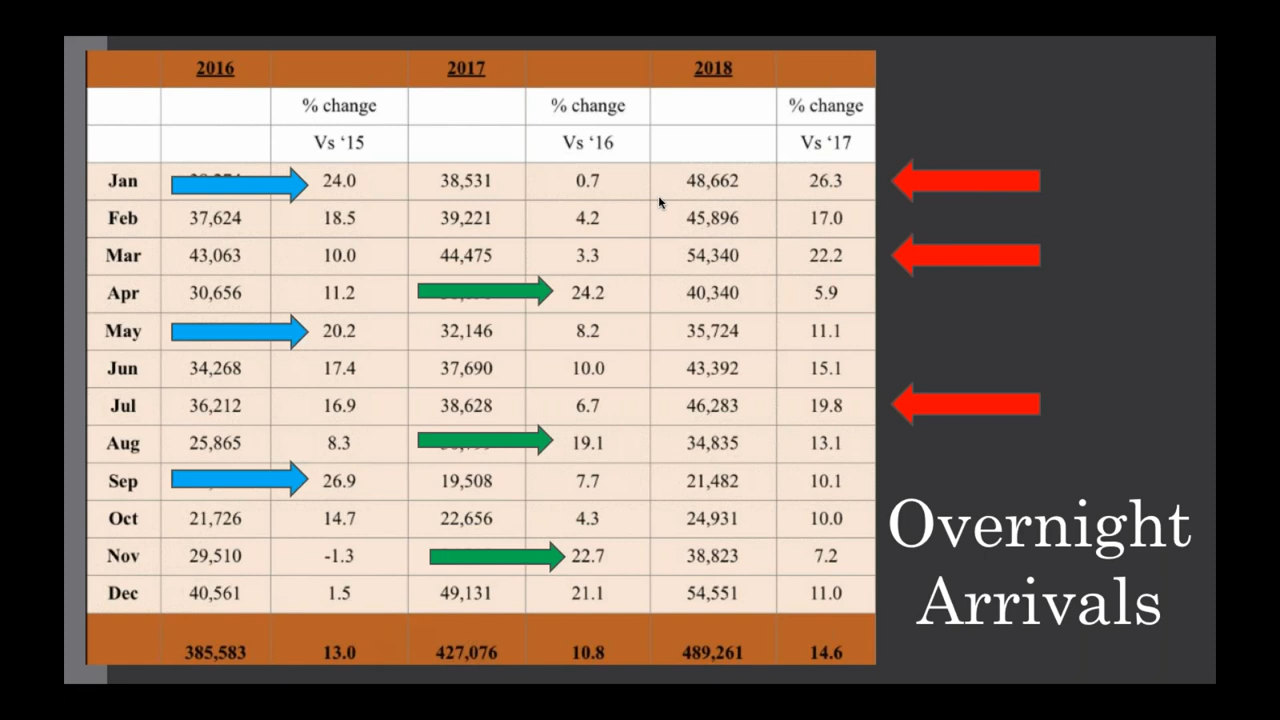 2016 2017 2018
% change % change % change
Vs ‘15 Vs ‘16 Vs ‘17
Jan 24.0 38,531 0.7 48,662 26.3
Feb 37,624 18.5 39,221 4.2 45,896 17.0
Mar 43,063 10.0 44,475 3.3 54,340 22.2
Apr 30,656 11.2 24.2 40,340 5.9
May 20.2 32,146 8.2 35,724 11.1
Jun 34,268 17.4 37,690 10.0 43,392 15.1
Jul 36,212 16.9 38,628 6.7 46,283 19.8
Aug 25,865 8.3 19.1 34,835 13.1
Sep 26.9 19,508 7.7 21,482 10.1
Oct 21,726 14.7 22,656 4.3 24,931 10.0
Nov 29,510 -1.3 22.7 38,823 7.2
Dec 40,561 1.5 49,131 21.1 54,551 11.0
385,583 13.0 427,076 10.8 489,261 14.6
Overnight
Arrivals